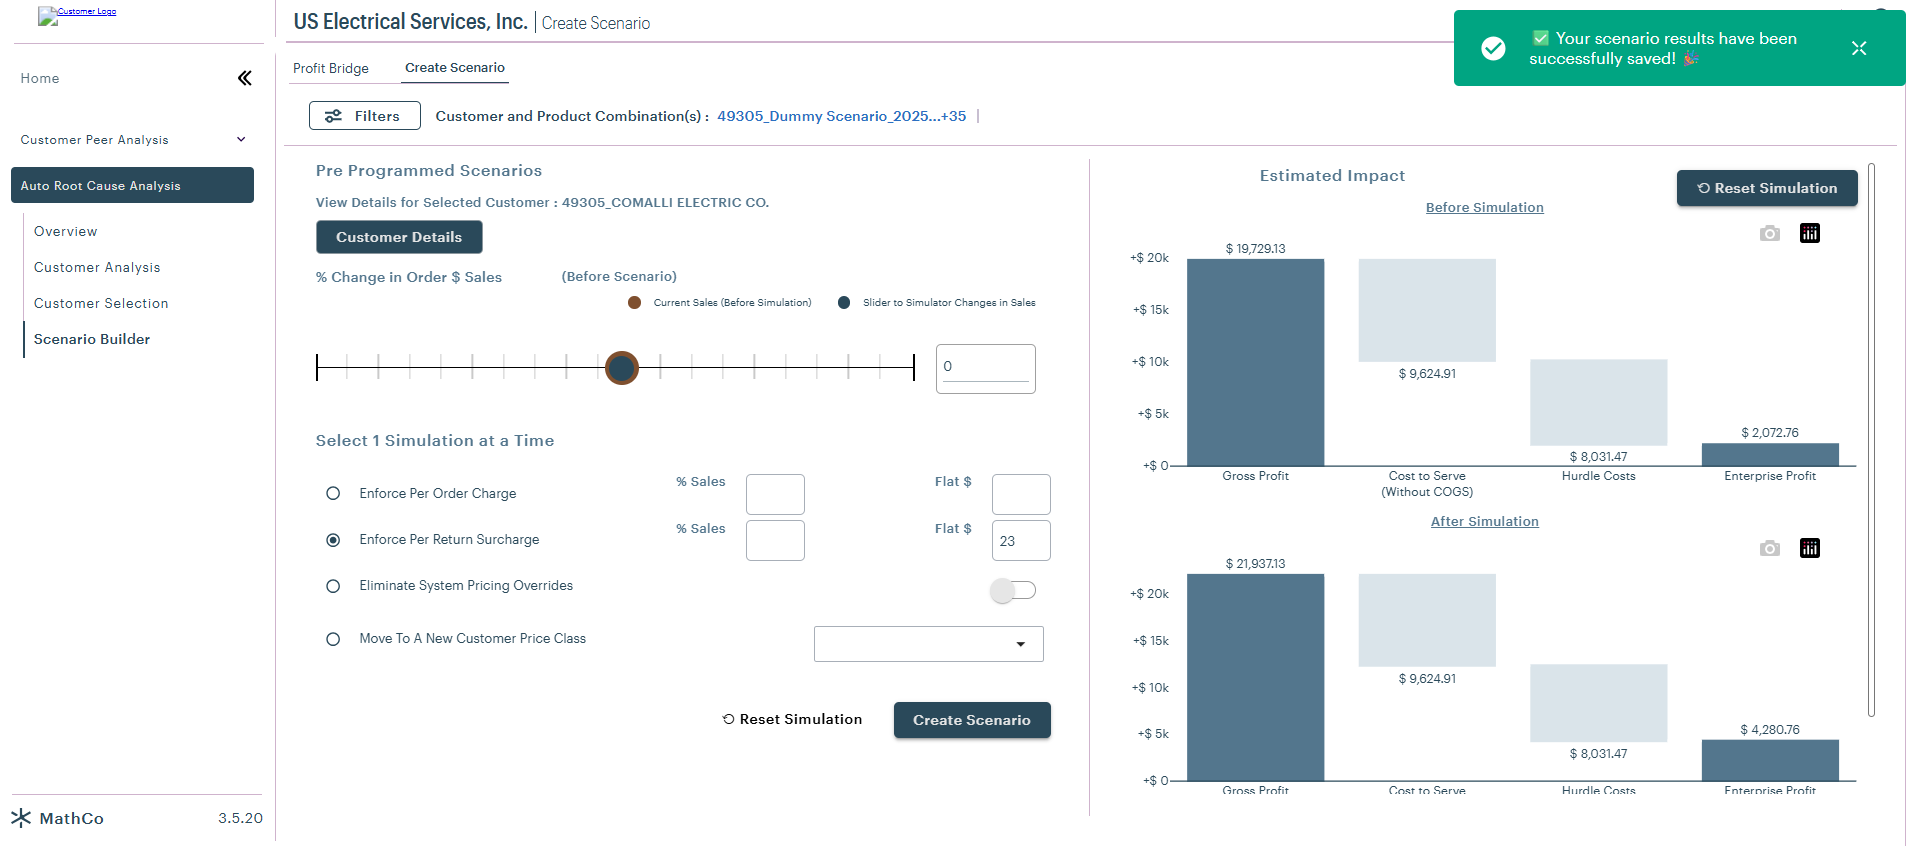 Customer Logo
US Electrical Services, Inc. | Create Scenario
✅ Your scenario results have been
successfully saved! 🎉
Home
Profit Bridge
Create Scenario
Filters
Customer and Product Combination(s) : 49305_Dummy Scenario_2025...+35 |
Customer Peer Analysis
Auto Root Cause Analysis
Overview
Customer Analysis
Customer Selection
Scenario Builder
MathCo
3.5.20
Pre Programmed Scenarios
View Details for Selected Customer : 49305_COMALLI ELECTRIC CO.
Customer Details
% Change in Order $ Sales
(Before Scenario)
Current Sales (Before Simulation)
Slider to Simulator Changes in Sales
0
Select 1 Simulation at a Time
Enforce Per Order Charge
% Sales
Flat $
Enforce Per Return Surcharge
% Sales
Flat $
23
Eliminate System Pricing Overrides
Move To A New Customer Price Class
Reset Simulation
Create Scenario
Estimated Impact
Reset Simulation
Before Simulation
$ 19,729.13
+$ 20k
+$ 15k
+$ 10k
$ 9,624.91
+$ 5k
$ 2,072.76
$ 8,031.47
+$ 0
Gross Profit
Cost to Serve
(Without COGS)
Hurdle Costs
Enterprise Profit
After Simulation
$ 21,937.13
+$ 20k
+$ 15k
$ 9,624.91
+$ 10k
$ 4,280.76
+$ 5k
$ 8,031.47
+$ 0
Gross Profit
Cost to Serve
Hurdle Costs
Enterprise Profit